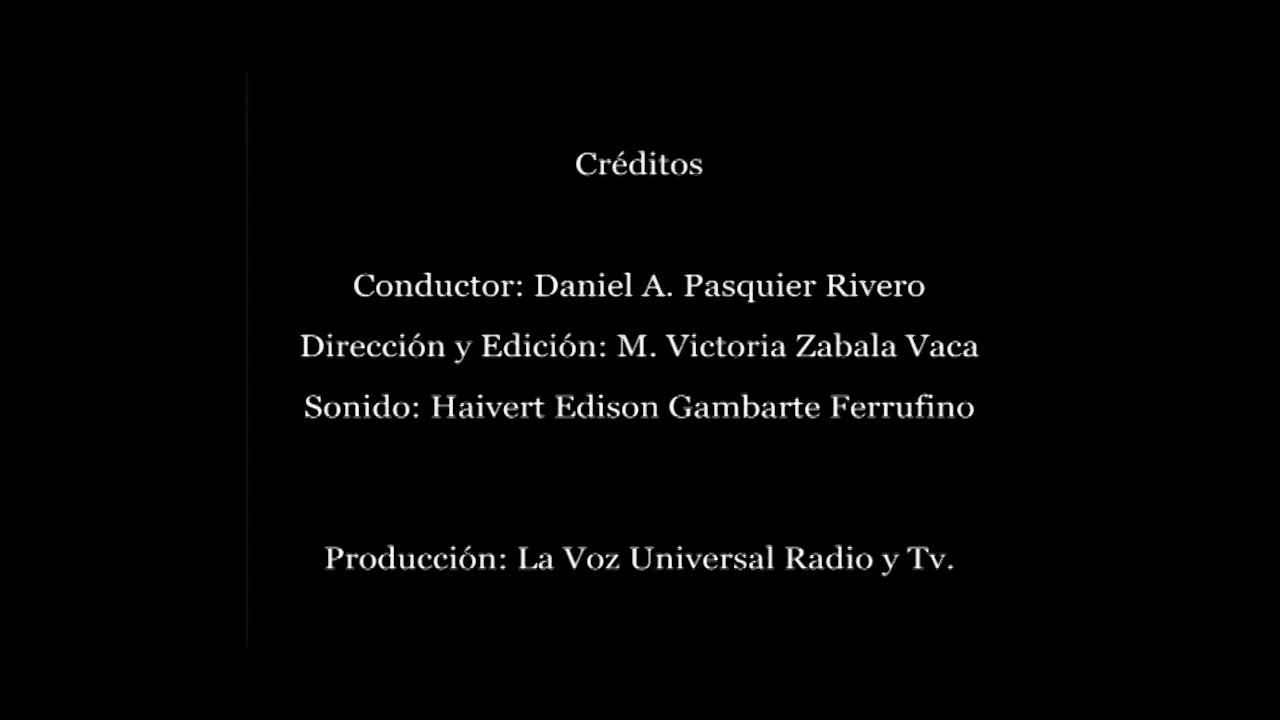 Créditos
Conductor: Daniel A. Pasquier Rivero
Dirección y Edición: M. Victoria Zabala Vaca
Sonido: Haivert Edison Gambarte Ferrufino
Producción: La Voz Universal Radio y Tv.